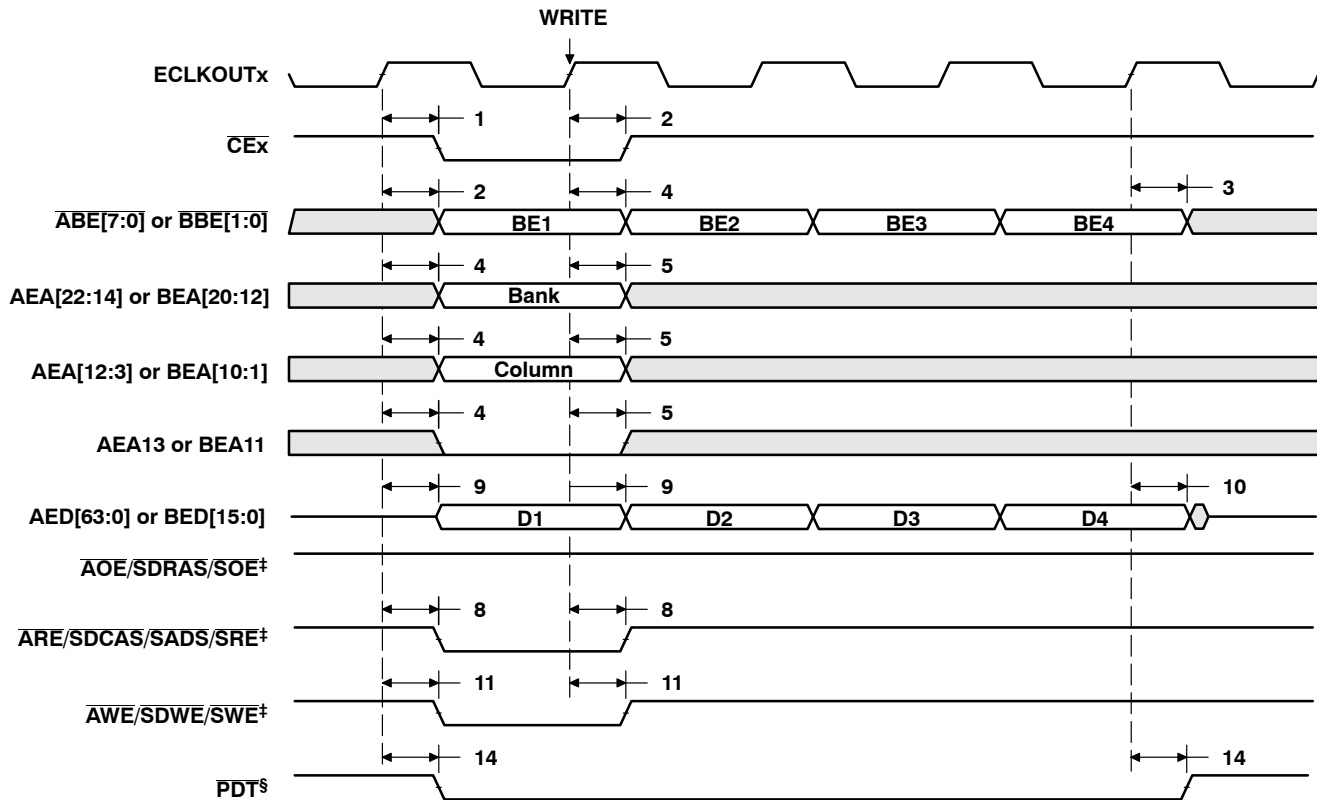 WRITE
ECLKOUTx
1 2
CEx
2 4 3
ABE[7:0] or BBE[1:0] BE1 BE2 BE3 BE4
4 5
AEA[22:14] or BEA[20:12] Bank
4 5
AEA[12:3] or BEA[10:1] Column
4 5
AEA13 or BEA11
9 9 10
AED[63:0] or BED[15:0] D1 D2 D3 D4
AOE/SDRAS/SOE‡
8 8
ARE/SDCAS/SADS/SRE‡
11 11
AWE/SDWE/SWE‡
14 14
PDT§